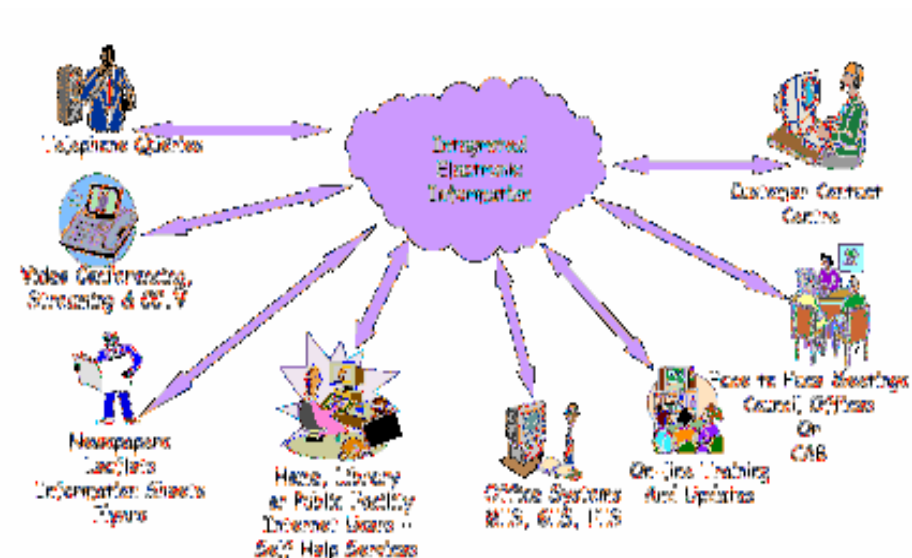 Telephone Queries
Integrated
Electronic
Information
Customer Contact
Centre
Video Conferencing,
Streaming &
Newspapers
Leaflets
Information Sheets
Flyers
Home, Library
or Public Facility
Internet Users -
Self Help Services
Office Systems
On-line Training
And Updates
Face to Face Meetings
Council Offices
Or
CAB